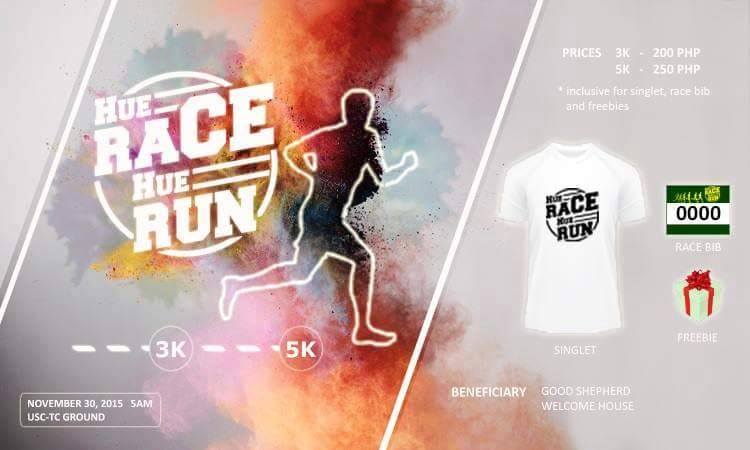 HUE
RACE
HUE
RUN
3K
5K
NOVEMBER 30, 2015 5AM
USC-TC GROUND
PRICES 3K - 200 PHP
5K - 250 PHP
* inclusive for singlet, race bib
and freebies
HUE
RACE
HUE
RUN
SINGLET
0000
RACE BIB
FREEBIE
BENEFICIARY GOOD SHEPHERD
WELCOME HOUSE